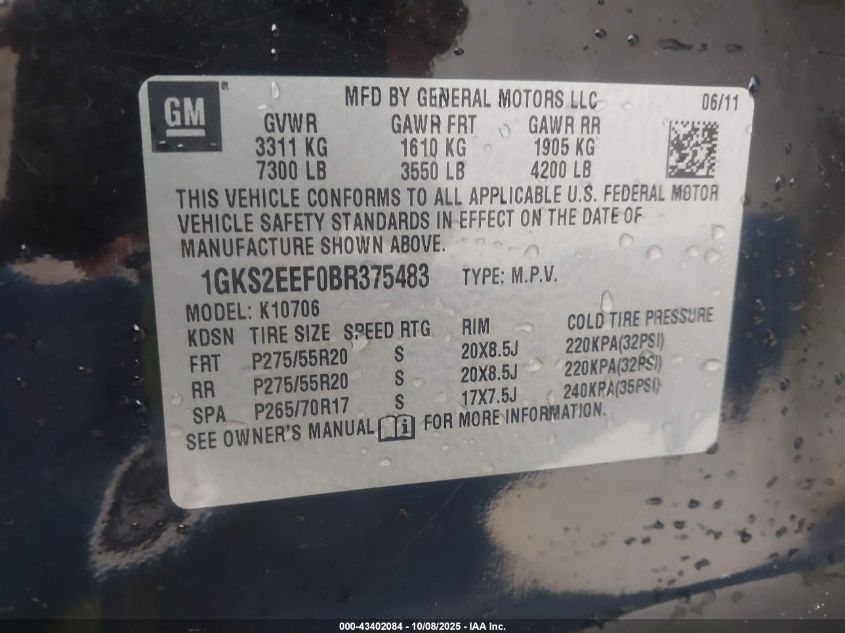 GM ®
MFD BY GENERAL MOTORS LLC 06/11
GVWR GAWR FRT GAWR RR
3311 KG 1610 KG 1905 KG
7300 LB 3550 LB 4200 LB
THIS VEHICLE CONFORMS TO ALL APPLICABLE U.S. FEDERAL MOTOR
VEHICLE SAFETY STANDARDS IN EFFECT ON THE DATE OF
MANUFACTURE SHOWN ABOVE.
1GKS2EEF0BR375483 TYPE: M.P.V.
MODEL: K10706
KDSN TIRE SIZE SPEED RTG RIM COLD TIRE PRESSURE
FRT P275/55R20 S 20X8.5J 220KPA(32PSI)
RR P275/55R20 S 20X8.5J 220KPA(32PSI)
SPA P265/70R17 S 17X7.5J 240KPA(35PSI)
SEE OWNER'S MANUAL i FOR MORE INFORMATION.
000-43402084 - 10/08/2025 - IAA Inc.